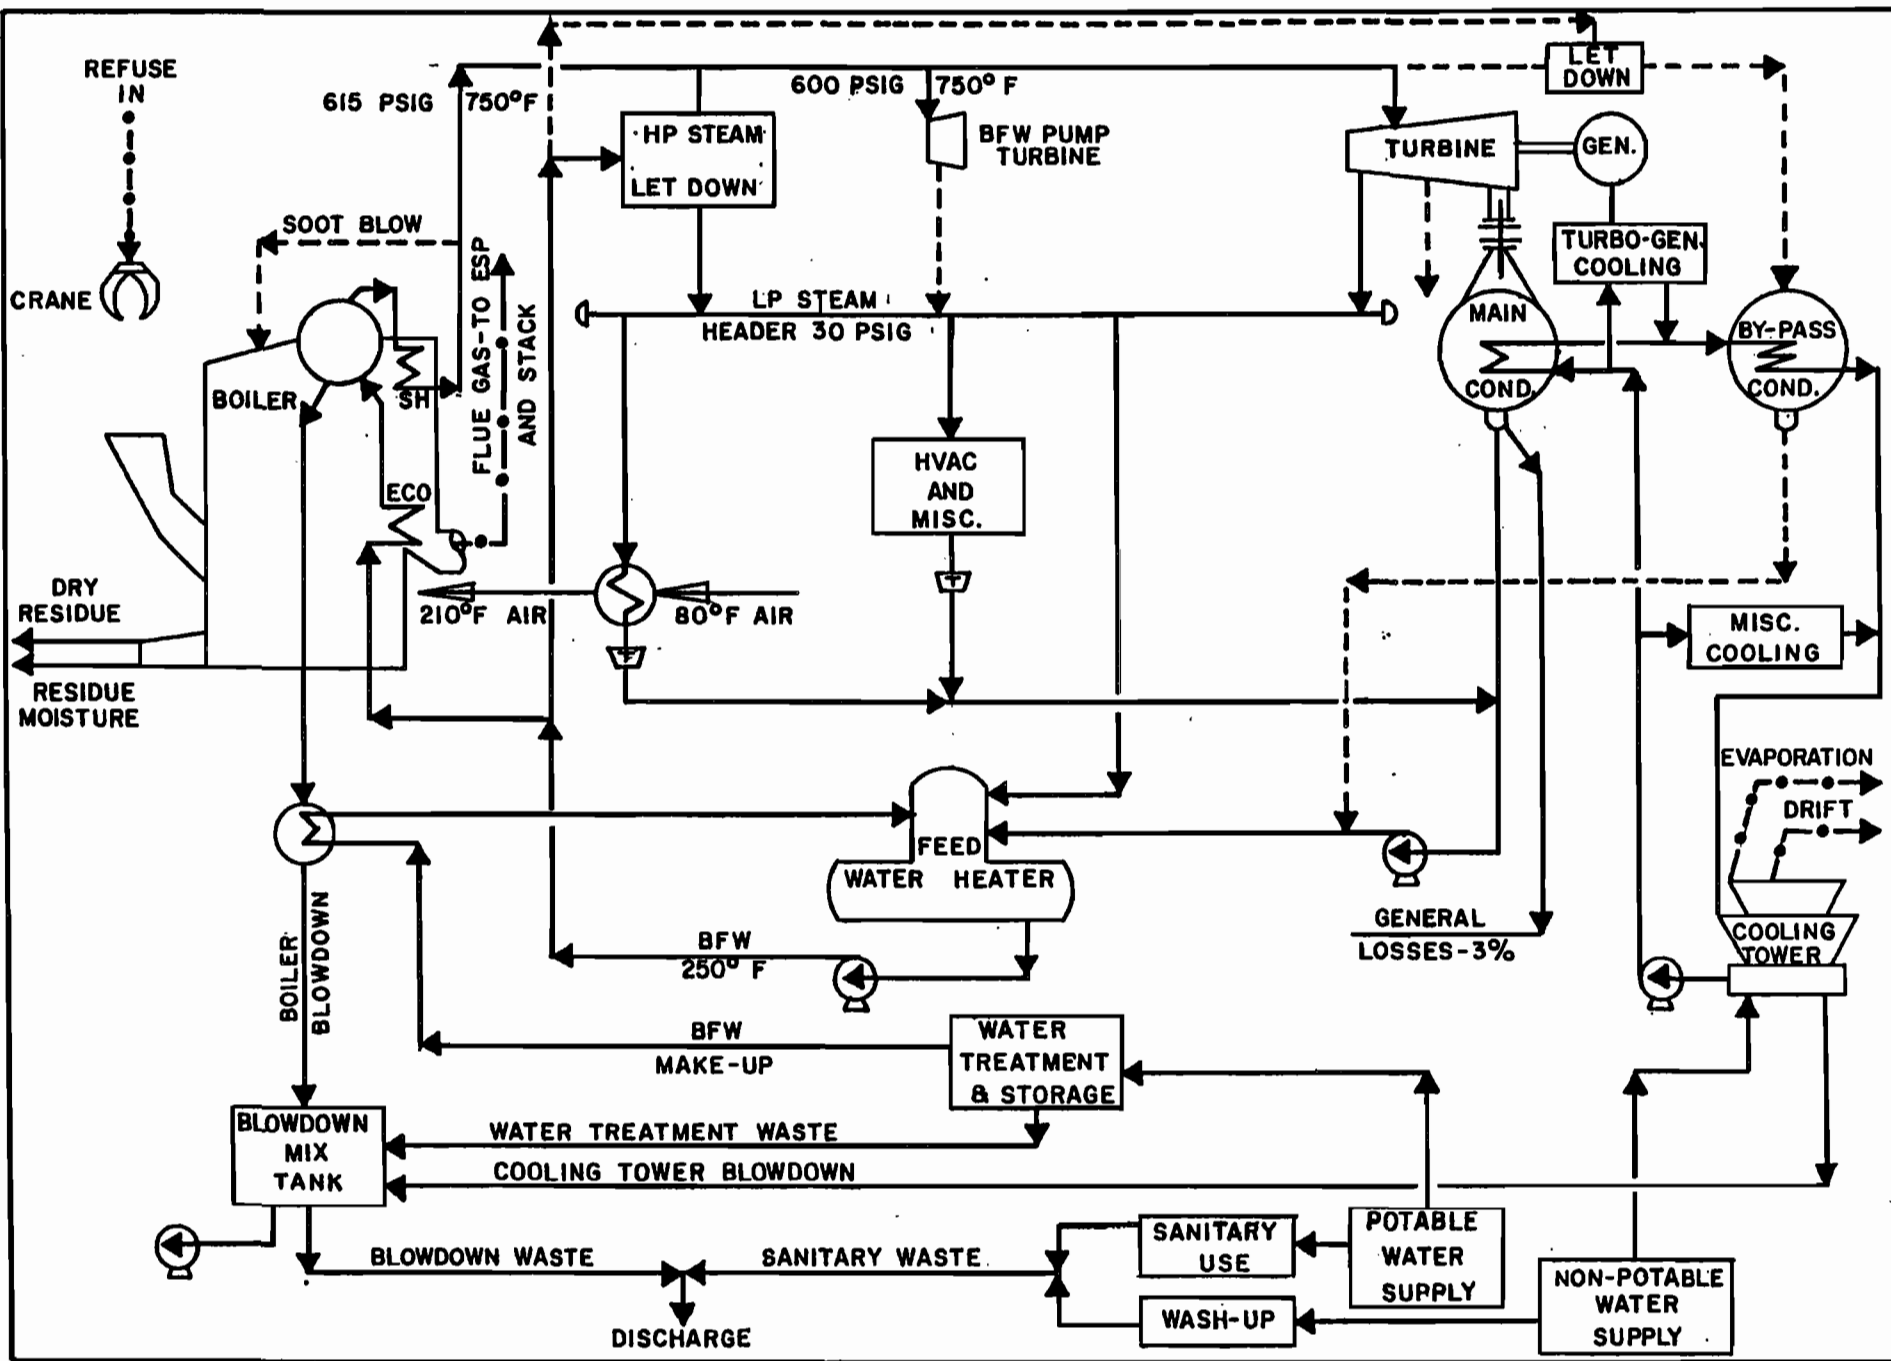 REFUSE
IN
CRANE
615 PSIG
750°F
SOOT BLOW
FLUE GAS-TO ESP
AND STACK
BOILER
SH
ECO
DRY
RESIDUE
RESIDUE
MOISTURE
HP STEAM
LET DOWN
600 PSIG
750° F
BFW PUMP
TURBINE
TURBINE
GEN.
LET
DOWN
TURBO-GEN.
COOLING
LP STEAM
HEADER 30 PSIG
MAIN
COND.
BY-PASS
COND.
HVAC
AND
MISC.
210°F AIR
80°F AIR
MISC.
COOLING
EVAPORATION
DRIFT
COOLING
TOWER
FEED
WATER HEATER
GENERAL
LOSSES-3%
BFW
250° F
BOILER
BLOWDOWN
BFW
MAKE-UP
WATER
TREATMENT
& STORAGE
BLOWDOWN
MIX
TANK
WATER TREATMENT WASTE
COOLING TOWER BLOWDOWN
BLOWDOWN WASTE
SANITARY WASTE
DISCHARGE
SANITARY
USE
WASH-UP
POTABLE
WATER
SUPPLY
NON-POTABLE
WATER
SUPPLY